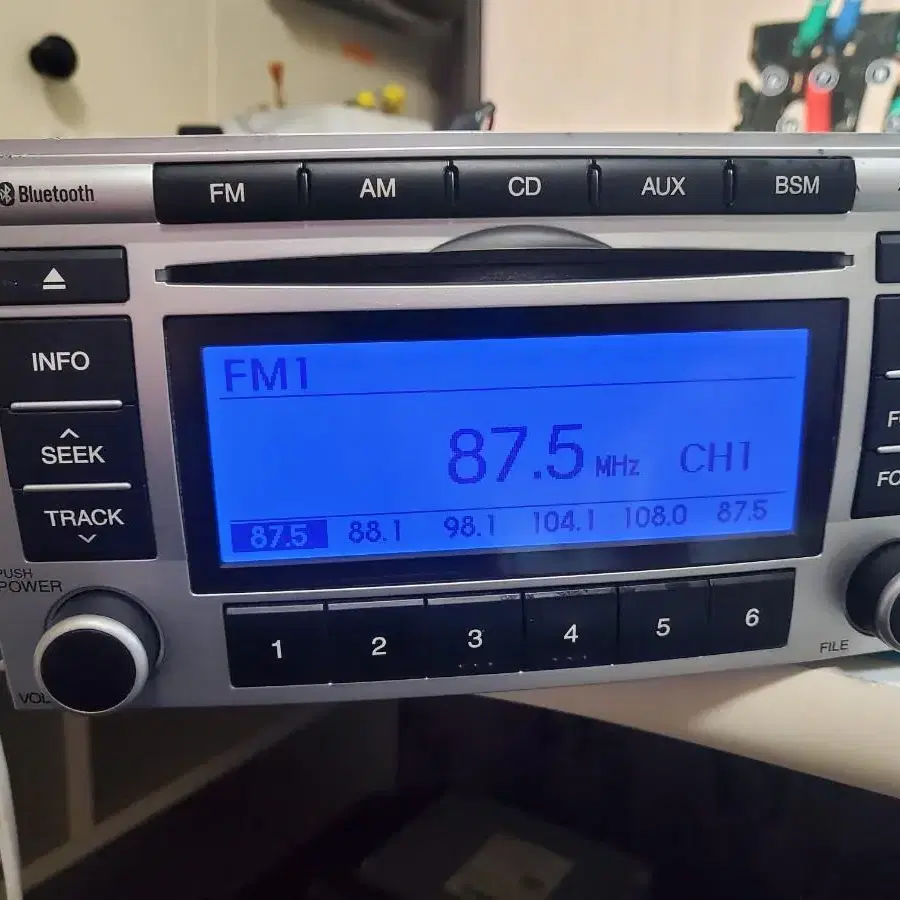 Bluetooth FM AM CD AUX BSM
INFO
SEEK
TRACK
PUSH
POWER
VOL
FM1
87.5 MHz CH1
87.5 88.1 98.1 104.1 108.0 87.5
1 2 3 4 5 6
FILE